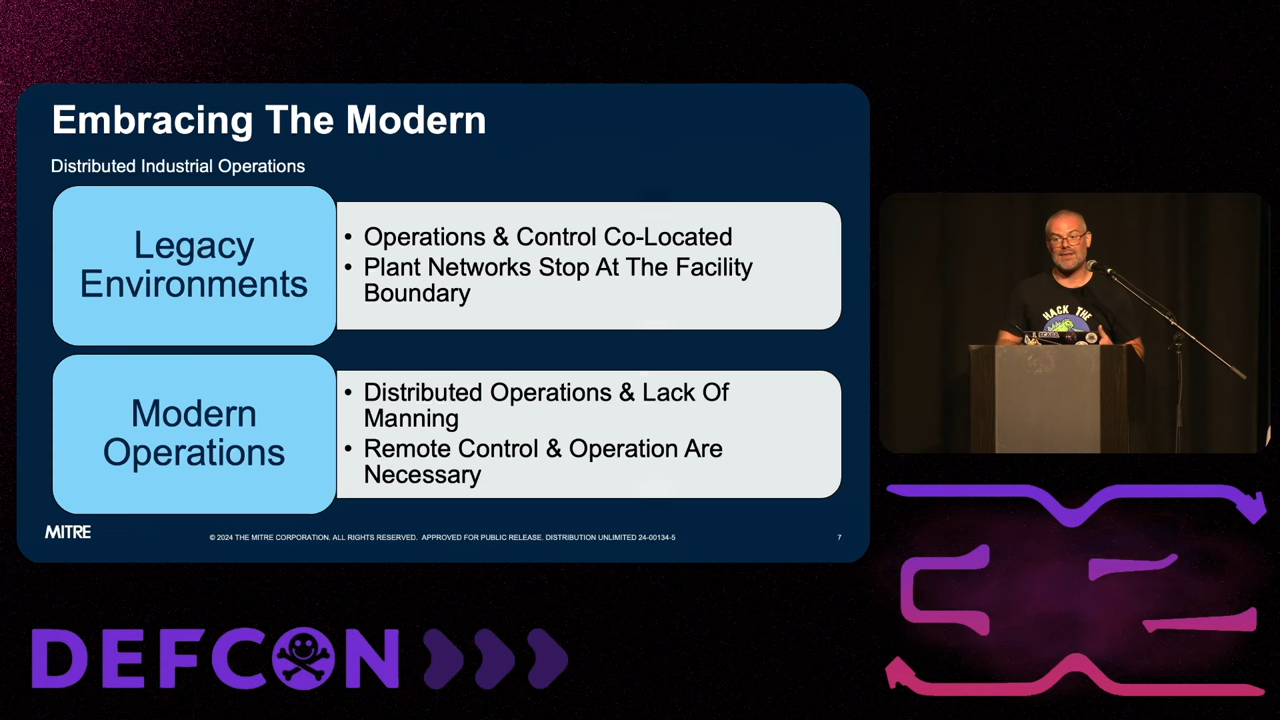 Embracing The Modern
Distributed Industrial Operations
Legacy
Environments
• Operations & Control Co-Located
• Plant Networks Stop At The Facility
Boundary
Modern
Operations
• Distributed Operations & Lack Of
Manning
• Remote Control & Operation Are
Necessary
MITRE
© 2024 THE MITRE CORPORATION. ALL RIGHTS RESERVED. APPROVED FOR PUBLIC RELEASE. DISTRIBUTION UNLIMITED 24-00134-5
7
HACK THE
SCADA
DEFCON